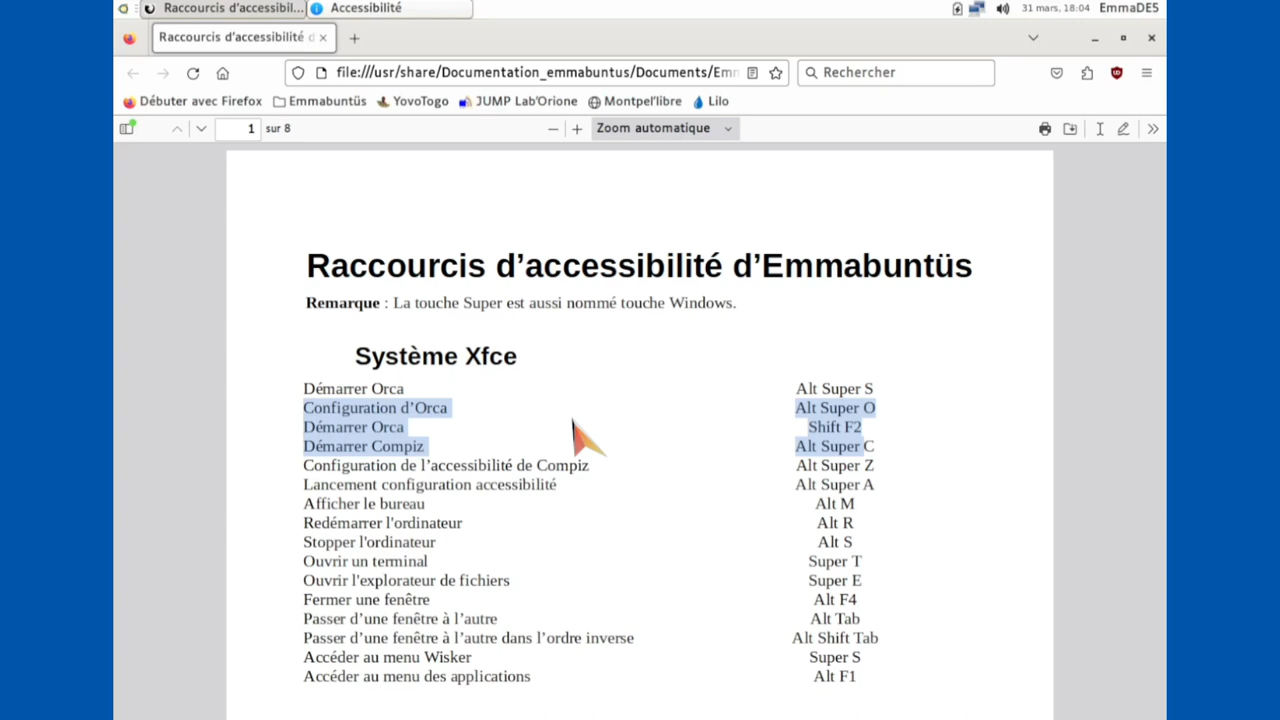 Raccourcis d'accessibil...
Accessibilité
31 mars, 18:04
EmmaDE5
Raccourcis d'accessibilité d
file:///usr/share/Documentation_emmabuntus/Documents/Emm
Rechercher
Débuter avec Firefox
Emmabuntüs
YovoTogo
JUMP Lab'Orione
Montpel'libre
Lilo
1 sur 8
Zoom automatique
Raccourcis d’accessibilité d’Emmabuntüs
Remarque : La touche Super est aussi nommé touche Windows.
Système Xfce
Démarrer Orca Alt Super S
Configuration d’Orca Alt Super O
Démarrer Orca Shift F2
Démarrer Compiz Alt Super C
Configuration de l’accessibilité de Compiz Alt Super Z
Lancement configuration accessibilité Alt Super A
Afficher le bureau Alt M
Redémarrer l'ordinateur Alt R
Stopper l'ordinateur Alt S
Ouvrir un terminal Super T
Ouvrir l'explorateur de fichiers Super E
Fermer une fenêtre Alt F4
Passer d’une fenêtre à l’autre Alt Tab
Passer d’une fenêtre à l’autre dans l’ordre inverse Alt Shift Tab
Accéder au menu Wisker Super S
Accéder au menu des applications Alt F1